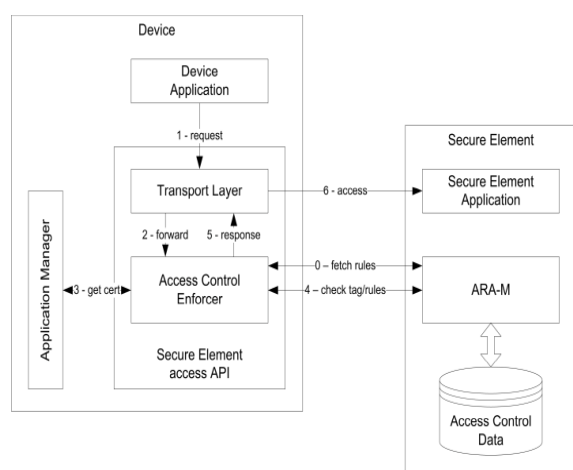 Device
Device
Application
1 - request
Secure Element
Transport Layer
6 - access
Secure Element
Application
2 - forward
5 - response
Application Manager
3 - get cert
Access Control
Enforcer
0 – fetch rules
4 – check tag/rules
ARA-M
Secure Element
access API
Access Control
Data